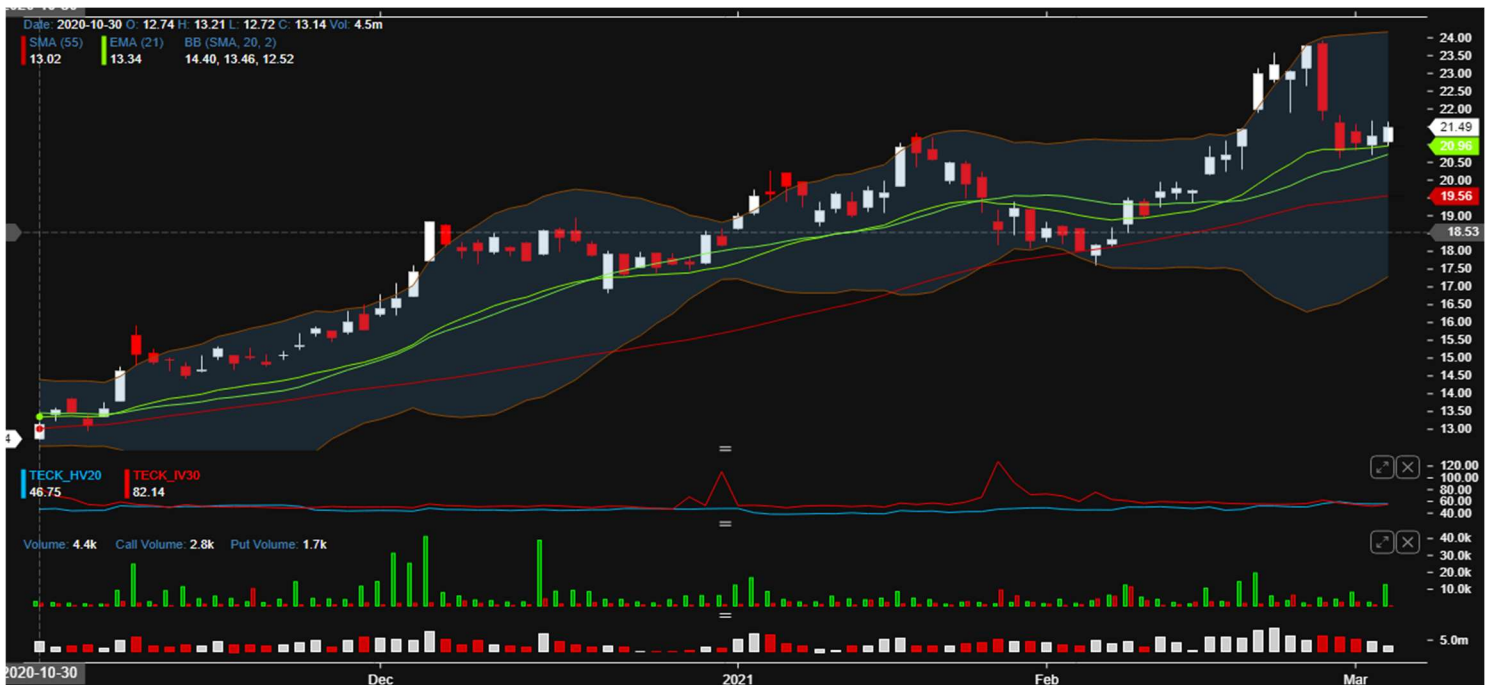 Date: 2020-10-30 O: 12.74 H: 13.21 L: 12.72 C: 13.14 Vol: 4.5m
SMA (55) EMA (21) BB (SMA, 20, 2)
13.02 13.34 14.40, 13.46, 12.52
24.00
23.50
23.00
22.50
22.00
21.49
20.96
20.50
20.00
19.56
19.00
18.53
18.00
17.50
17.00
16.50
16.00
15.50
15.00
14.50
14.00
13.50
13.00
4
TECK_HV20 TECK_IV30
46.75 82.14
120.00
100.00
80.00
60.00
40.00
Volume: 4.4k Call Volume: 2.8k Put Volume: 1.7k
40.0k
30.0k
20.0k
10.0k
5.0m
2020-10-30 Dec 2021 Feb Mar